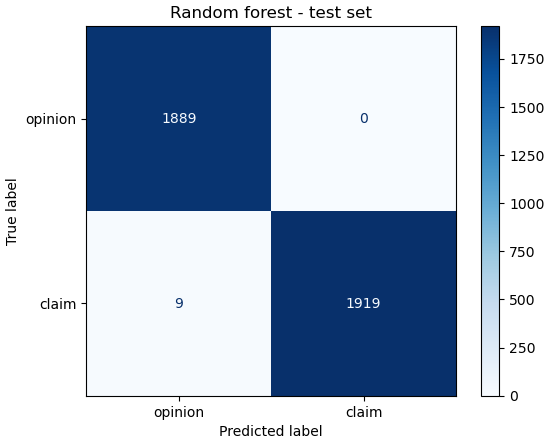 Random forest - test set
True label
opinion
claim
1889
0
9
1919
opinion
claim
Predicted label
1750
1500
1250
1000
750
500
250
0